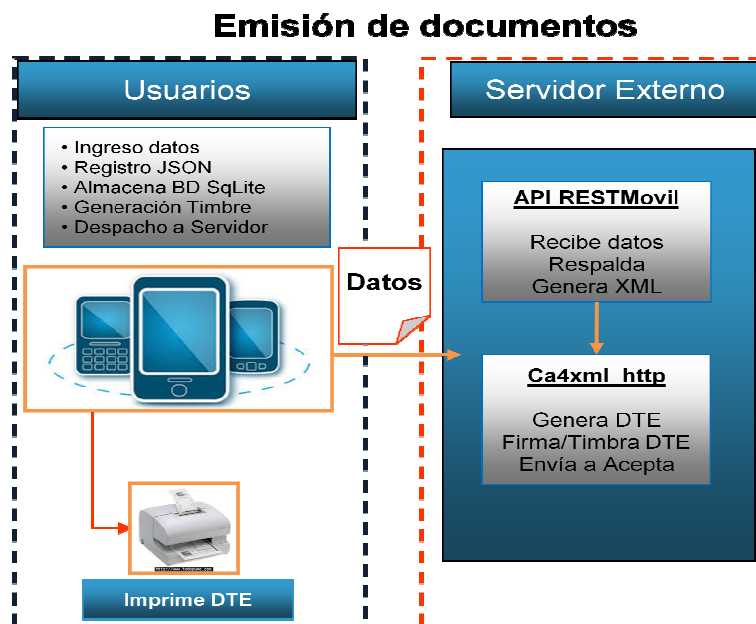 Emisión de documentos
Usuarios
• Ingreso datos
• Registro JSON
• Almacena BD SqLite
• Generación Timbre
• Despacho a Servidor
Datos
Imprime DTE
Servidor Externo
API RESTMovil
Recibe datos
Respalda
Genera XML
Ca4xml_http
Genera DTE
Firma/Timbra DTE
Envía a Acepta